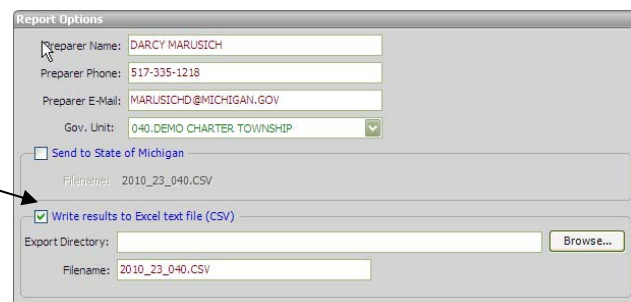 Report Options
Preparer Name: DARCY MARUSICH
Preparer Phone: 517-335-1218
Preparer E-Mail: MARUSICHD@MICHIGAN.GOV
Gov. Unit: 040.DEMO CHARTER TOWNSHIP
Send to State of Michigan
Filename: 2010_23_040.CSV
Write results to Excel text file (CSV)
Export Directory: Browse...
Filename: 2010_23_040.CSV